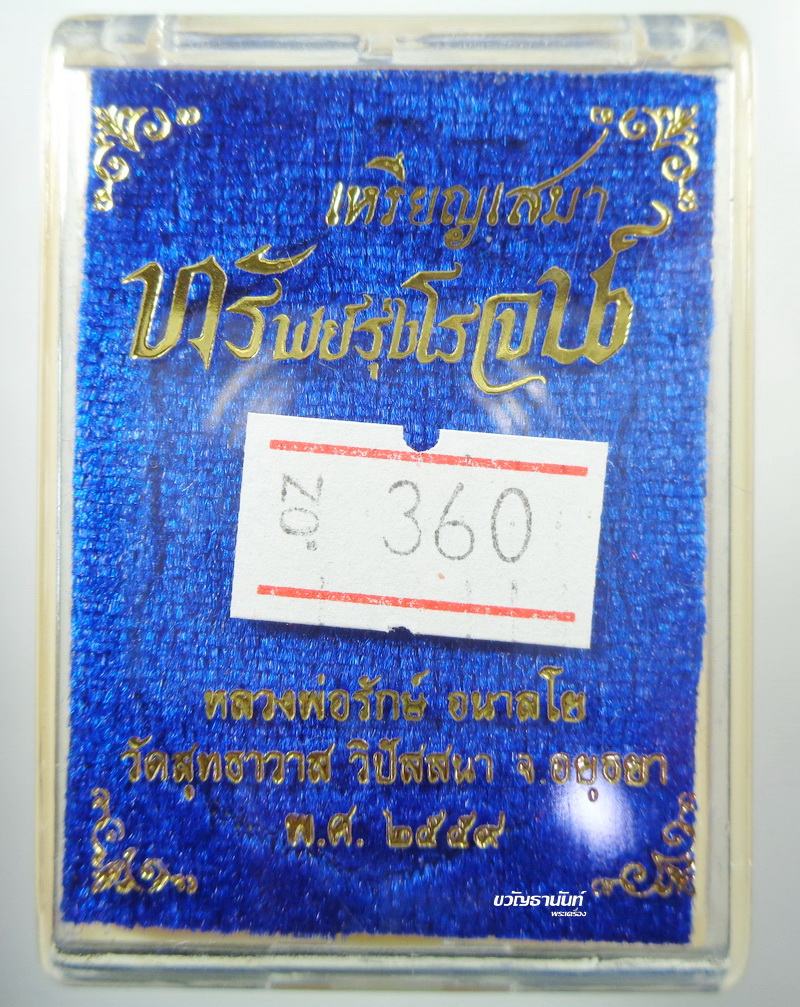 เหรียญเสมา
ทรัพย์รุ่งโรจน์
NO. 360
หลวงพ่อรักษ์ อนาลโย
วัดสุทธาวาส วิปัสสนา จ.อยุธยา
พ.ศ. ๒๕๕๙
ขวัญธานันท์
พระเครื่อง